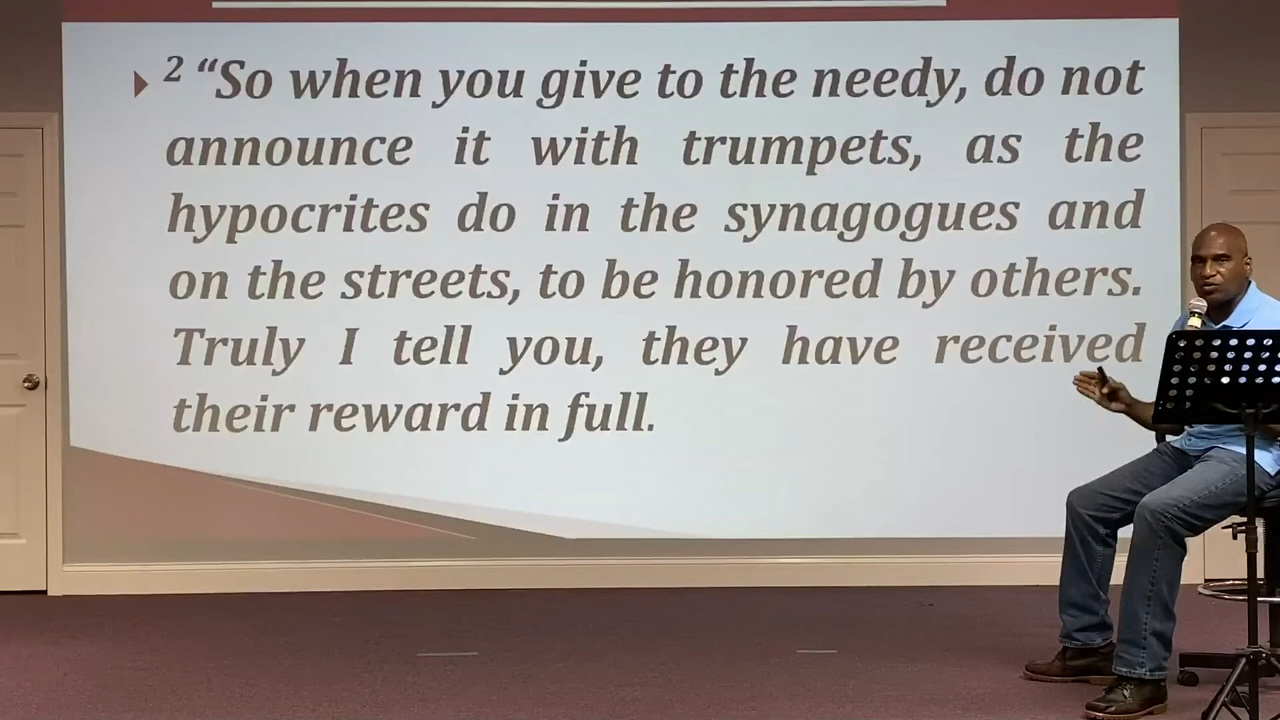 2 “So when you give to the needy, do not
announce it with trumpets, as the
hypocrites do in the synagogues and
on the streets, to be honored by others.
Truly I tell you, they have received
their reward in full.